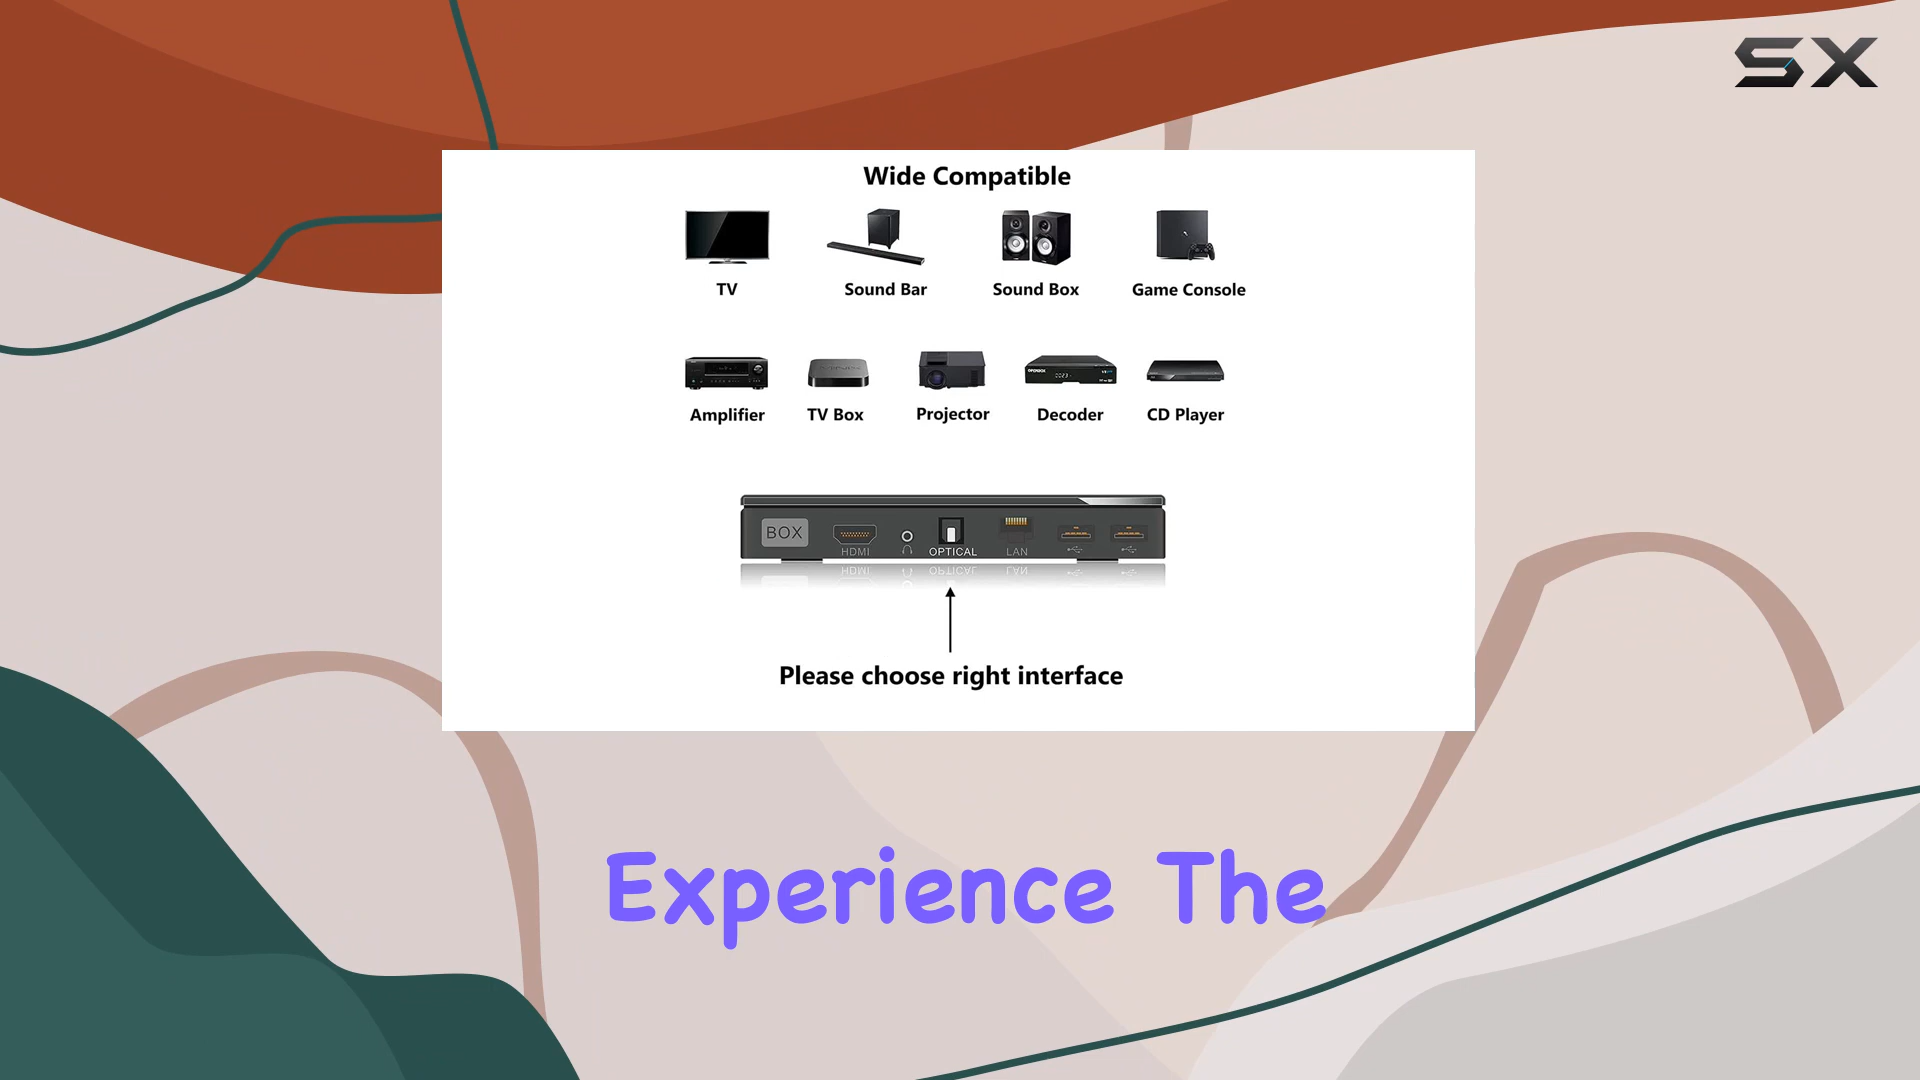 SX
Wide Compatible
TV Sound Bar Sound Box Game Console
Amplifier TV Box Projector Decoder CD Player
BOX HDMI OPTICAL LAN
Please choose right interface
Experience The